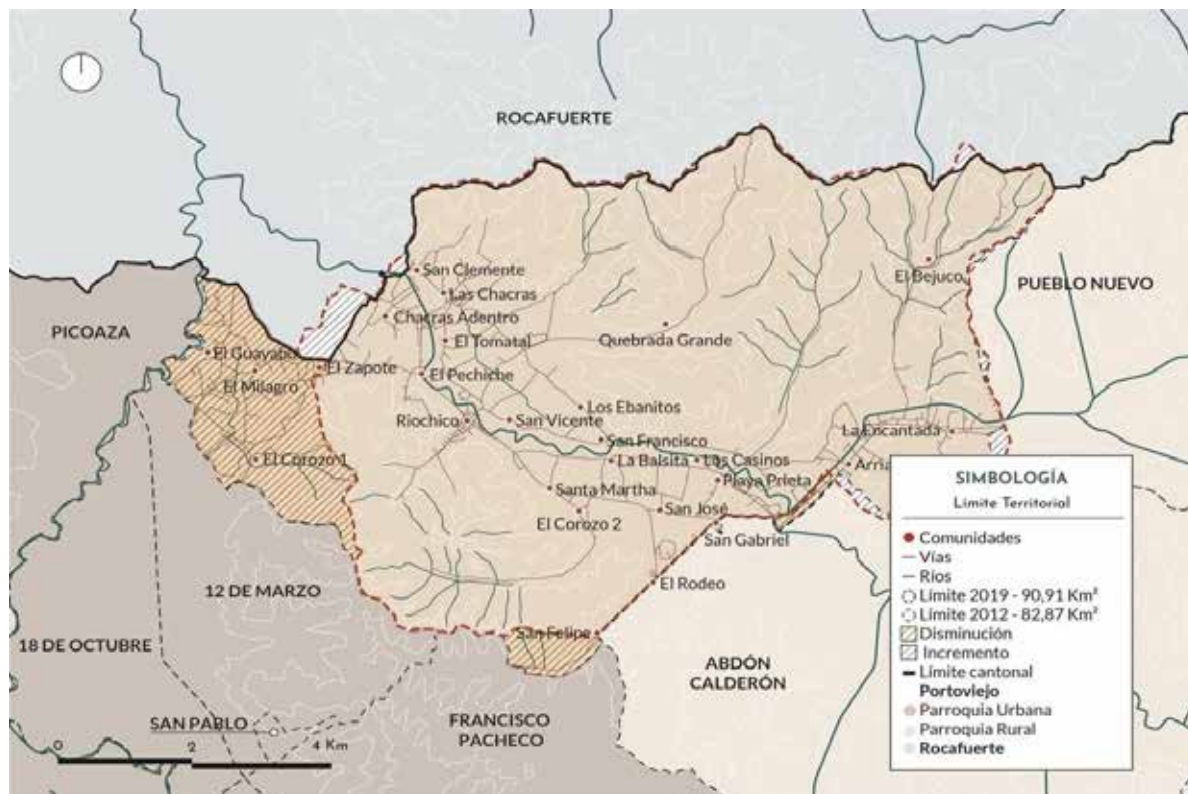 ROCAFUERTE
San Clemente
El Bejuco
PUEBLO NUEVO
Las Chacras
PICOAZA
Chacras Adentro
El Tomatal
Quebrada Grande
El Guayabo
El Zapote
El Pechiche
El Milagro
Los Ebanitos
Riochico
San Vicente
La Encantada
San Francisco
El Corozo 1
La Balsita
Los Casinos
Playa Prieta
Santa Martha
El Corozo 2
San José
San Gabriel
El Rodeo
12 DE MARZO
18 DE OCTUBRE
San Felipe
ABDÓN
CALDERÓN
SAN PABLO
FRANCISCO
PACHECO
0 2 4 Km
SIMBOLOGÍA
Límite Territorial
Comunidades
Vías
Ríos
Límite 2019 - 90,91 Km²
Límite 2012 - 82,87 Km²
Disminución
Incremento
Límite cantonal
Portoviejo
Parroquia Urbana
Parroquia Rural
Rocafuerte